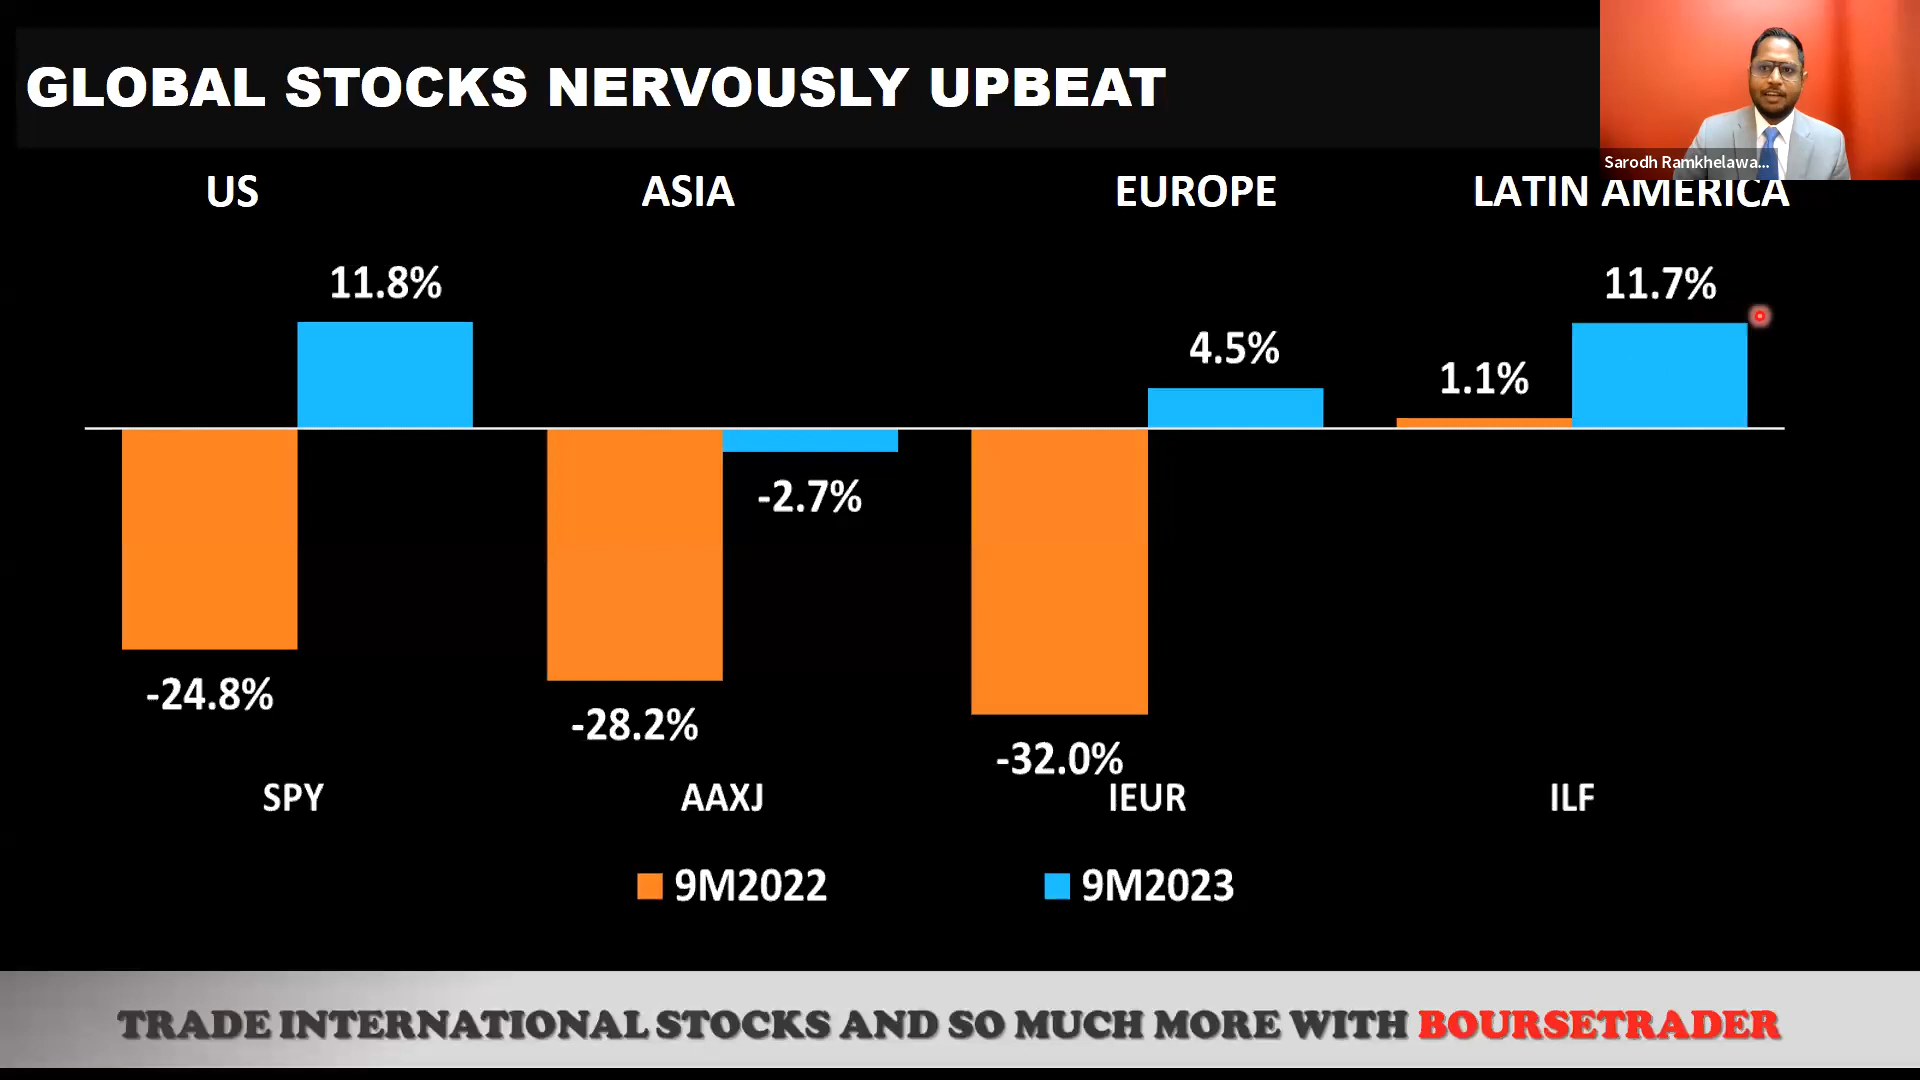 GLOBAL STOCKS NERVOUSLY UPBEAT
Sarodh Ramkhelawa...
US ASIA EUROPE LATIN AMERICA
11.8% 11.7%
4.5%
1.1%
-2.7%
-24.8%
-28.2%
-32.0%
SPY AAXJ IEUR ILF
9M2022 9M2023
TRADE INTERNATIONAL STOCKS AND SO MUCH MORE WITH BOURSETRADER